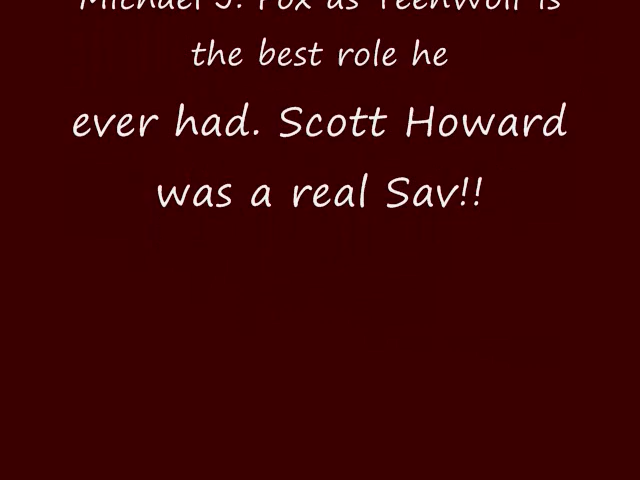 Michael J. Fox as TeenWolf is
the best role he
ever had. Scott Howard
was a real Sav!!